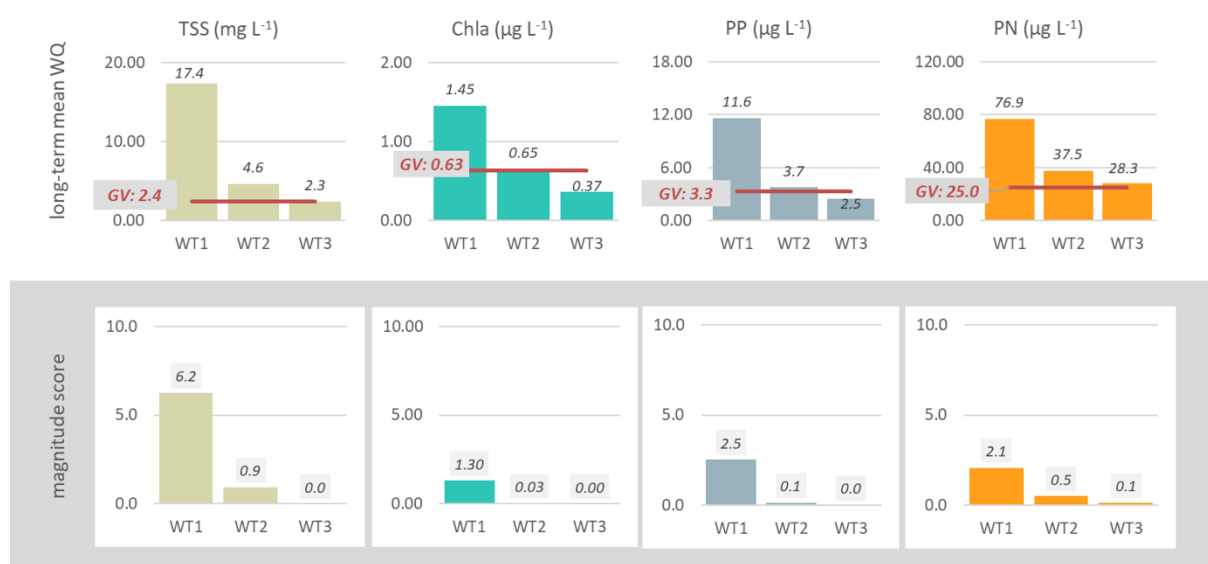 TSS (mg L-1)
Chla (µg L-1)
PP (µg L-1)
PN (µg L-1)
long-term mean WQ
20.00
10.00
0.00
17.4
4.6
2.3
GV: 2.4
WT1 WT2 WT3
2.00
1.00
0.00
1.45
0.65
0.37
GV: 0.63
WT1 WT2 WT3
18.00
12.00
6.00
0.00
11.6
3.7
2.5
GV: 3.3
WT1 WT2 WT3
120.00
80.00
40.00
0.00
76.9
37.5
28.3
GV: 25.0
WT1 WT2 WT3
magnitude score
10.0
5.0
0.0
6.2
0.9
0.0
WT1 WT2 WT3
10.00
5.00
0.00
1.30
0.03
0.00
WT1 WT2 WT3
10.0
5.0
0.0
2.5
0.1
0.0
WT1 WT2 WT3
10.0
5.0
0.0
2.1
0.5
0.1
WT1 WT2 WT3